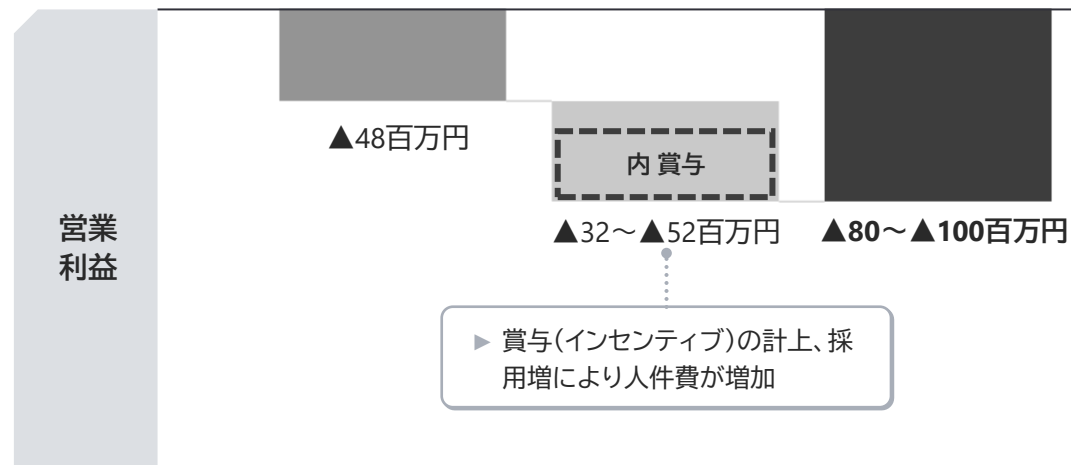 営業
利益
▲48百万円
内 賞与
▲32～▲52百万円
▲80～▲100百万円
▶ 賞与(インセンティブ)の計上、採
用増により人件費が増加